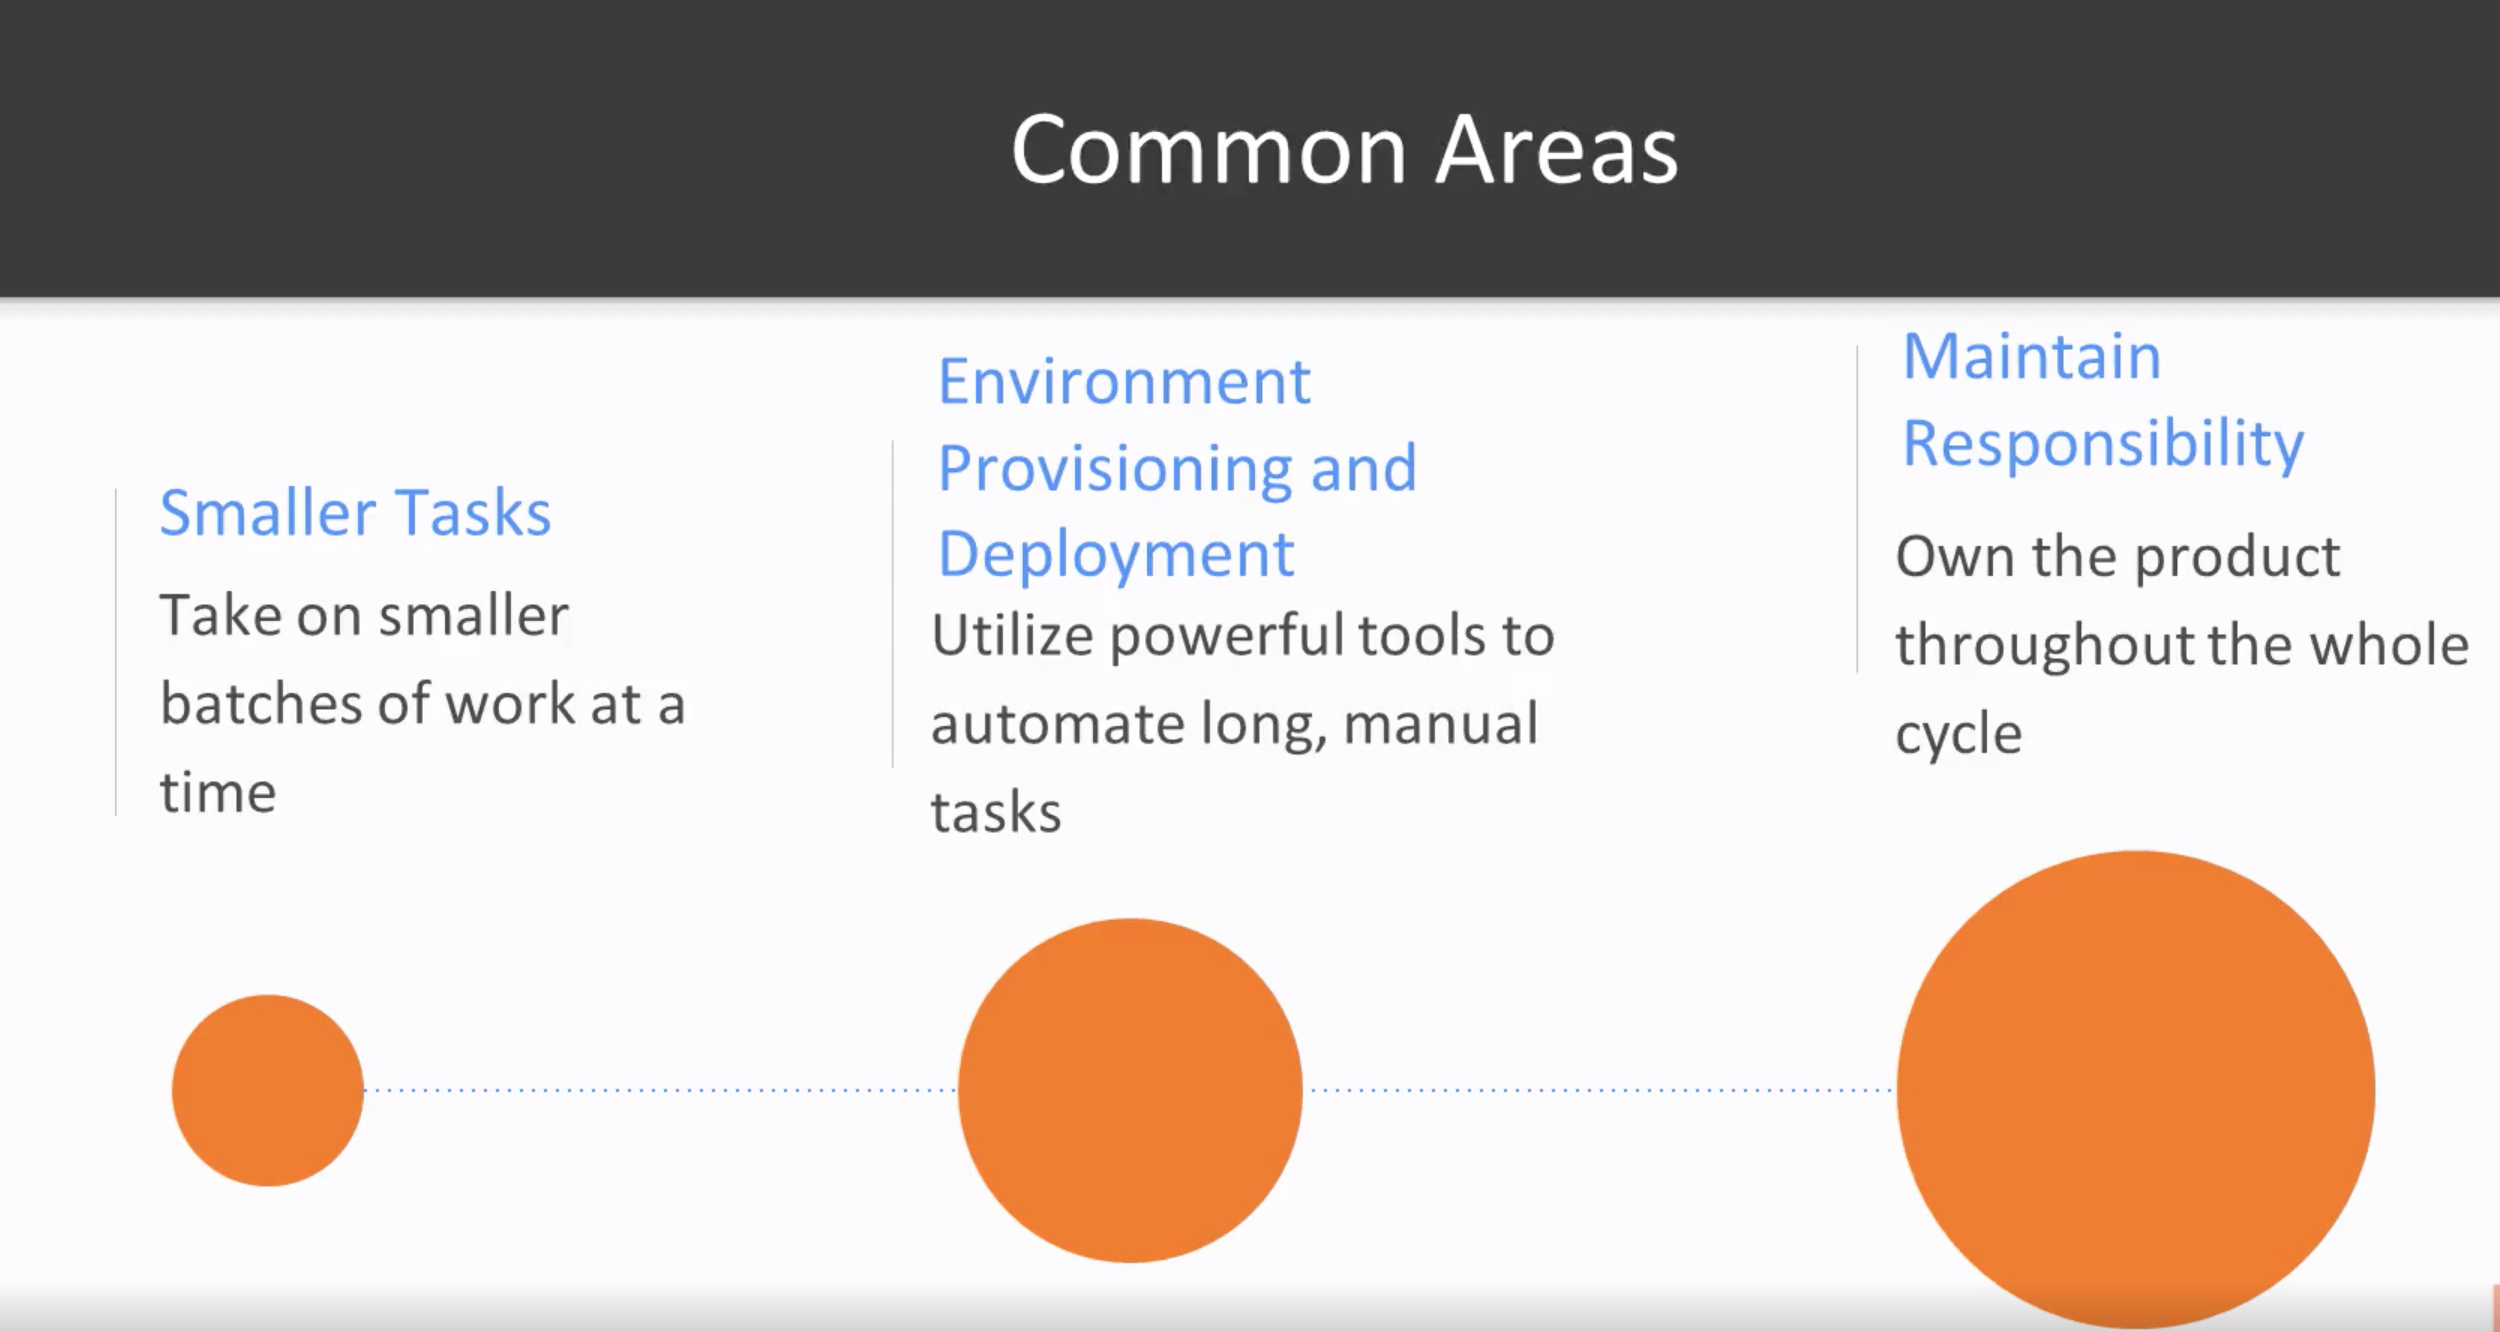 Common Areas
Smaller Tasks
Take on smaller
batches of work at a
time
Environment
Provisioning and
Deployment
Utilize powerful tools to
automate long, manual
tasks
Maintain
Responsibility
Own the product
throughout the whole
cycle